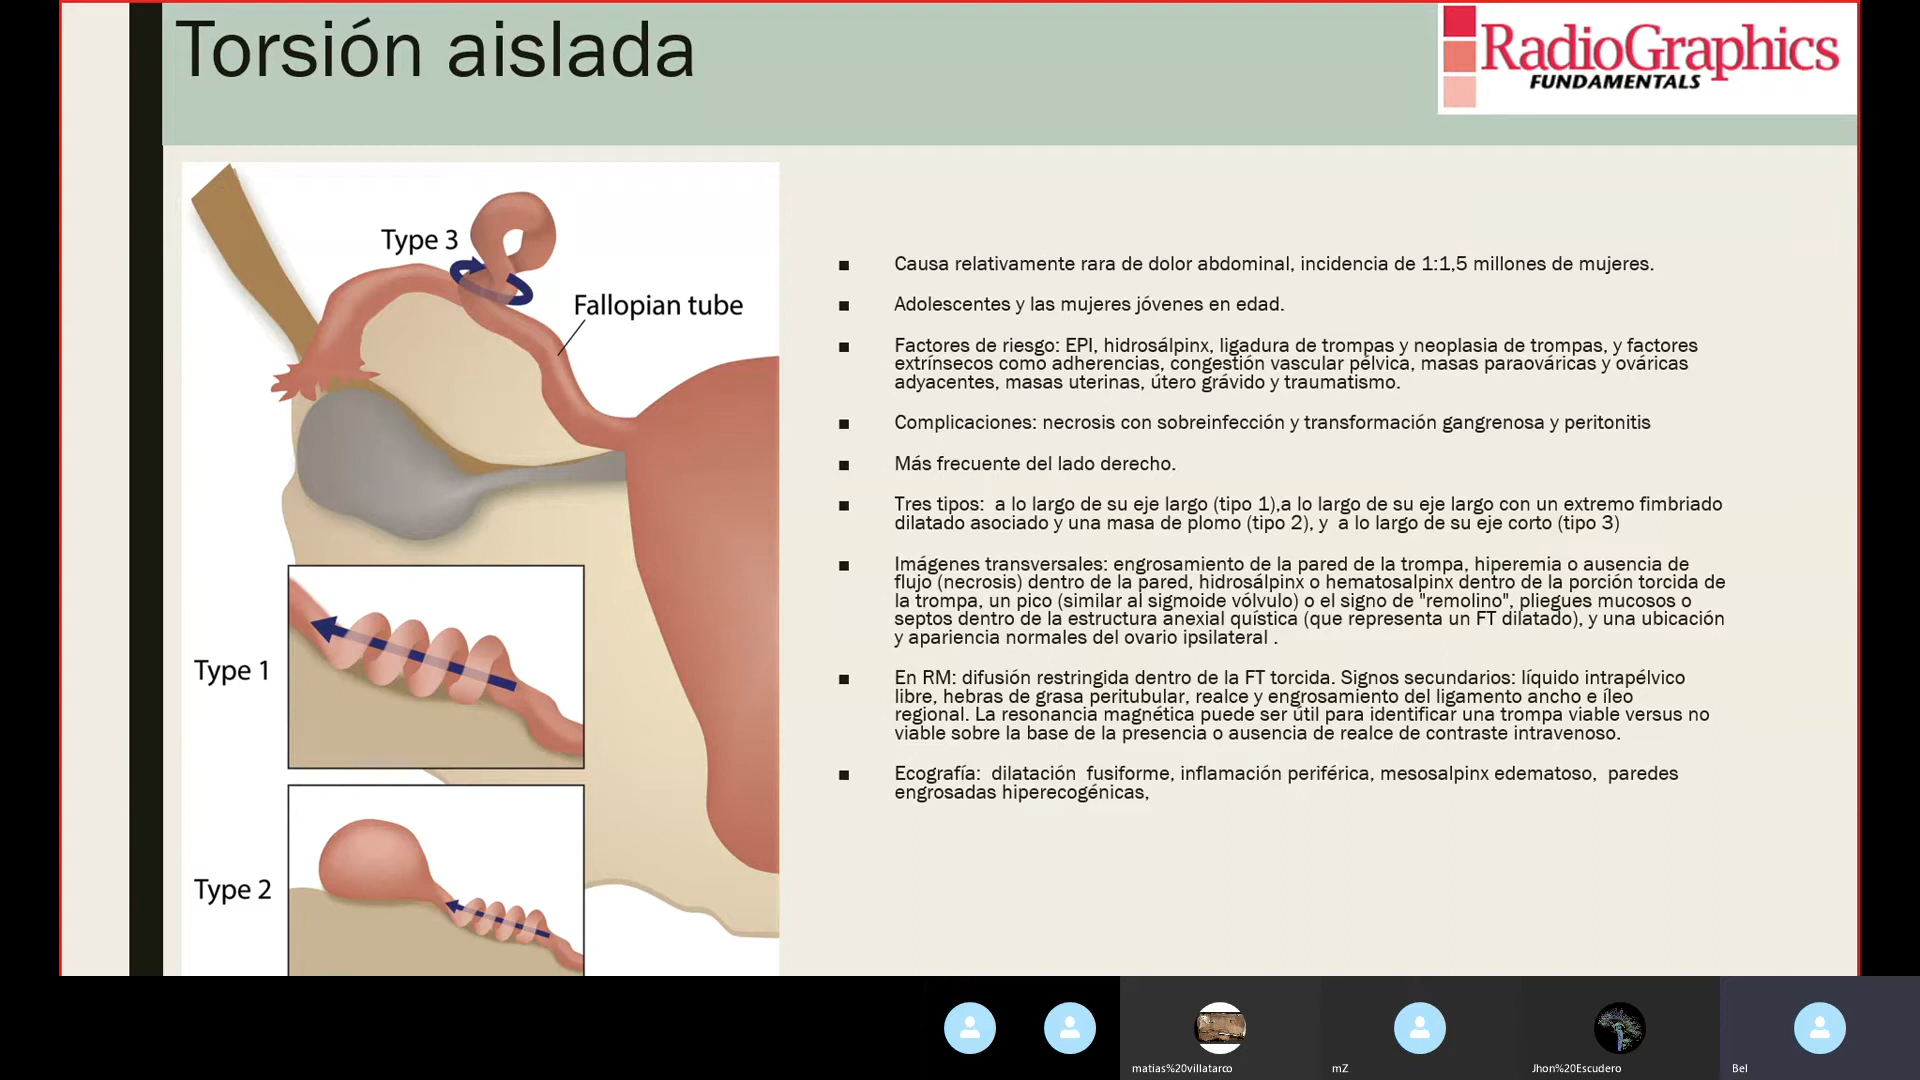 Torsión aislada
RadioGraphics
FUNDAMENTALS
Type 3
Fallopian tube
Type 1
Type 2
■ Causa relativamente rara de dolor abdominal, incidencia de 1:1,5 millones de mujeres.
■ Adolescentes y las mujeres jóvenes en edad.
■ Factores de riesgo: EPI, hidrosálpinx, ligadura de trompas y neoplasia de trompas, y factores
extrínsecos como adherencias, congestión vascular pélvica, masas paraováricas y ováricas
adyacentes, masas uterinas, útero grávido y traumatismo.
■ Complicaciones: necrosis con sobreinfección y transformación gangrenosa y peritonitis
■ Más frecuente del lado derecho.
■ Tres tipos: a lo largo de su eje largo (tipo 1),a lo largo de su eje largo con un extremo fimbriado
dilatado asociado y una masa de plomo (tipo 2), y a lo largo de su eje corto (tipo 3)
■ Imágenes transversales: engrosamiento de la pared de la trompa, hiperemia o ausencia de
flujo (necrosis) dentro de la pared, hidrosálpinx o hematosalpinx dentro de la porción torcida de
la trompa, un pico (similar al sigmoide vólvulo) o el signo de "remolino", pliegues mucosos o
septos dentro de la estructura anexial quística (que representa un FT dilatado), y una ubicación
y apariencia normales del ovario ipsilateral .
■ En RM: difusión restringida dentro de la FT torcida. Signos secundarios: líquido intrapélvico
libre, hebras de grasa peritubular, realce y engrosamiento del ligamento ancho e íleo
regional. La resonancia magnética puede ser útil para identificar una trompa viable versus no
viable sobre la base de la presencia o ausencia de realce de contraste intravenoso.
■ Ecografía: dilatación fusiforme, inflamación periférica, mesosalpinx edematoso, paredes
engrosadas hiperecogénicas,
matias%20villatarco
mZ
Jhon%20Escudero
Bel